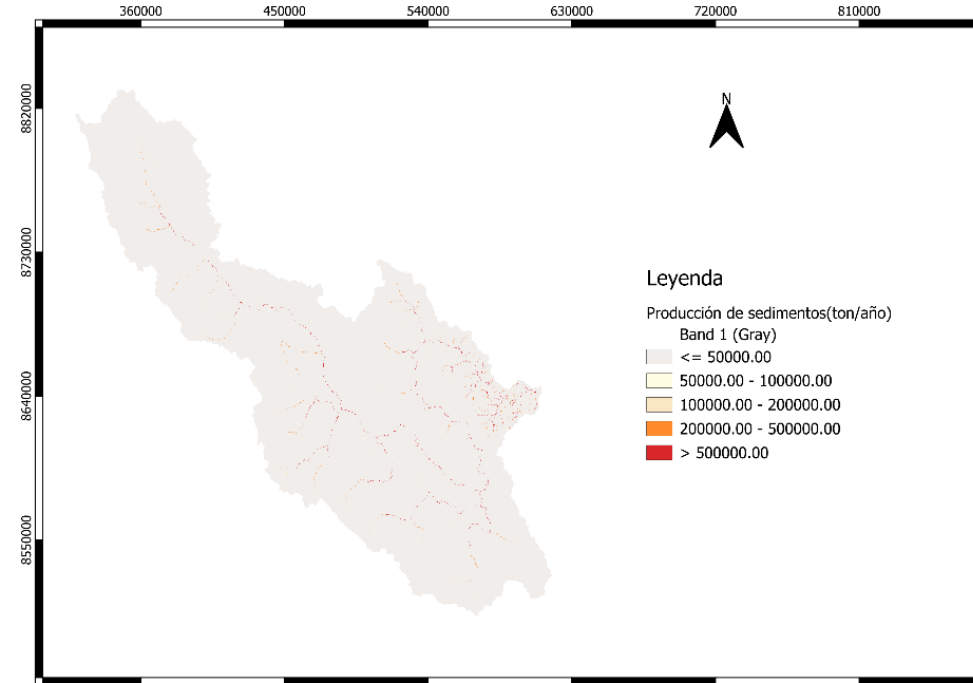 360000 450000 540000 630000 720000 810000
8820000
8730000
8640000
8550000
N
Leyenda
Producción de sedimentos(ton/año)
Band 1 (Gray)
<= 50000.00
50000.00 - 100000.00
100000.00 - 200000.00
200000.00 - 500000.00
> 500000.00